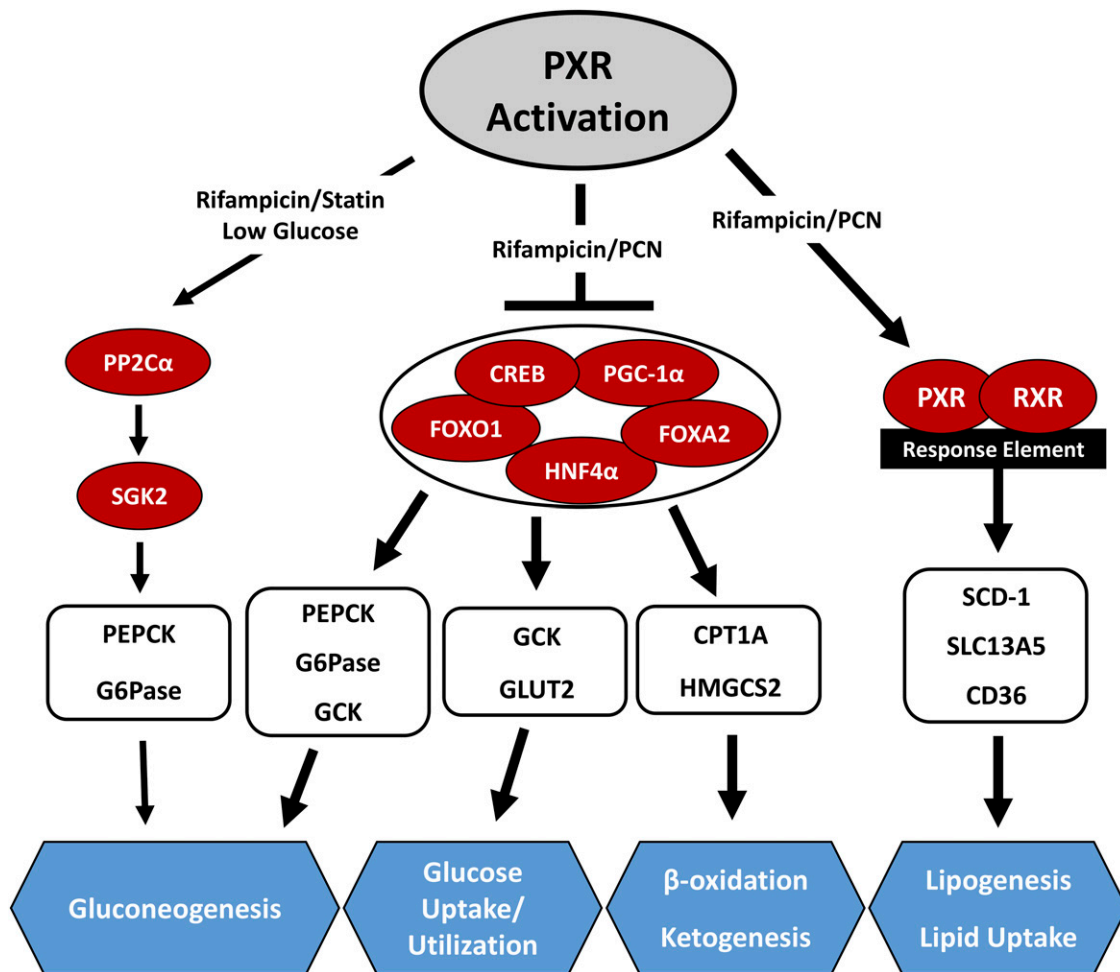 PXR
Activation
Rifampicin/Statin
Low Glucose
Rifampicin/PCN
Rifampicin/PCN
PP2Cα
SGK2
CREB
PGC-1α
FOXO1
FOXA2
HNF4α
PXR
RXR
Response Element
PEPCK
G6Pase
PEPCK
G6Pase
GCK
GCK
GLUT2
CPT1A
HMGCS2
SCD-1
SLC13A5
CD36
Gluconeogenesis
Glucose
Uptake/
Utilization
β-oxidation
Ketogenesis
Lipogenesis
Lipid Uptake